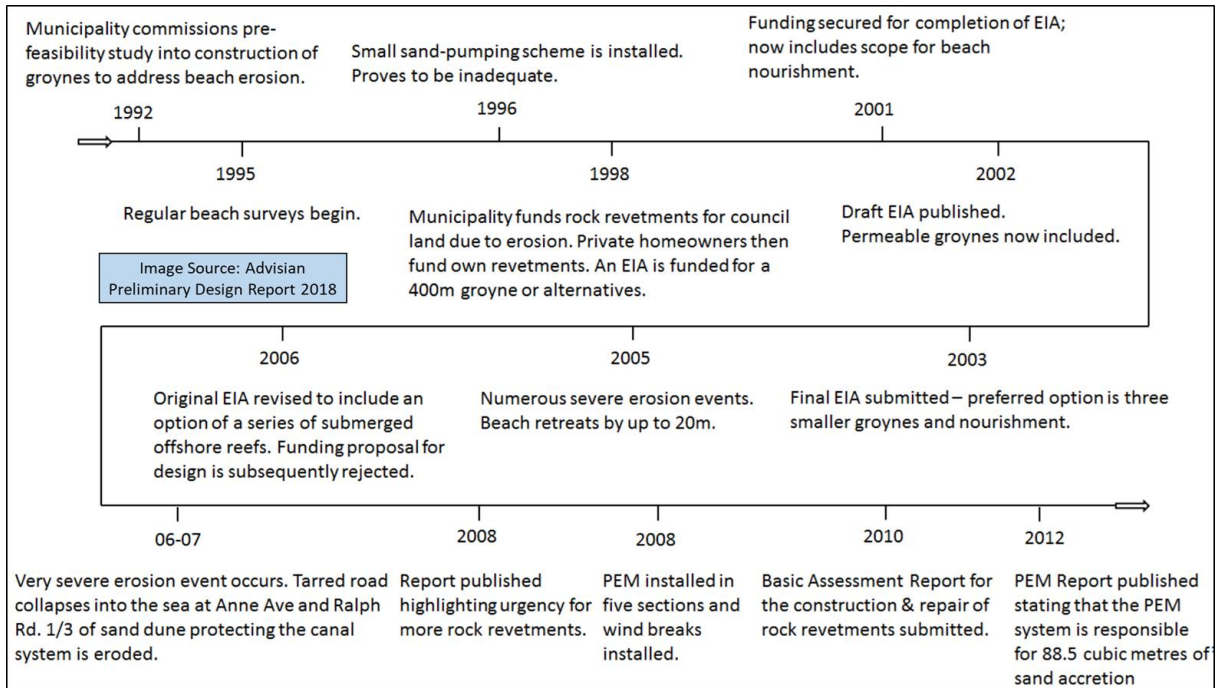 Municipality commissions pre-
feasibility study into construction of
groynes to address beach erosion.
1992
1995
Regular beach surveys begin.
Small sand-pumping scheme is installed.
Proves to be inadequate.
1996
1998
Municipality funds rock revetments for council
land due to erosion. Private homeowners then
fund own revetments. An EIA is funded for a
400m groyne or alternatives.
Funding secured for completion of EIA;
now includes scope for beach
nourishment.
2001
2002
Draft EIA published.
Permeable groynes now included.
Image Source: Advisian
Preliminary Design Report 2018
2003
Final EIA submitted – preferred option is three
smaller groynes and nourishment.
2005
Numerous severe erosion events.
Beach retreats by up to 20m.
2006
Original EIA revised to include an
option of a series of submerged
offshore reefs. Funding proposal for
design is subsequently rejected.
06-07
Very severe erosion event occurs. Tarred road
collapses into the sea at Anne Ave and Ralph
Rd. 1/3 of sand dune protecting the canal
system is eroded.
2008
Report published
highlighting urgency for
more rock revetments.
2008
PEM installed in
five sections and
wind breaks
installed.
2010
Basic Assessment Report for
the construction & repair of
rock revetments submitted.
2012
PEM Report published
stating that the PEM
system is responsible
for 88.5 cubic metres of
sand accretion